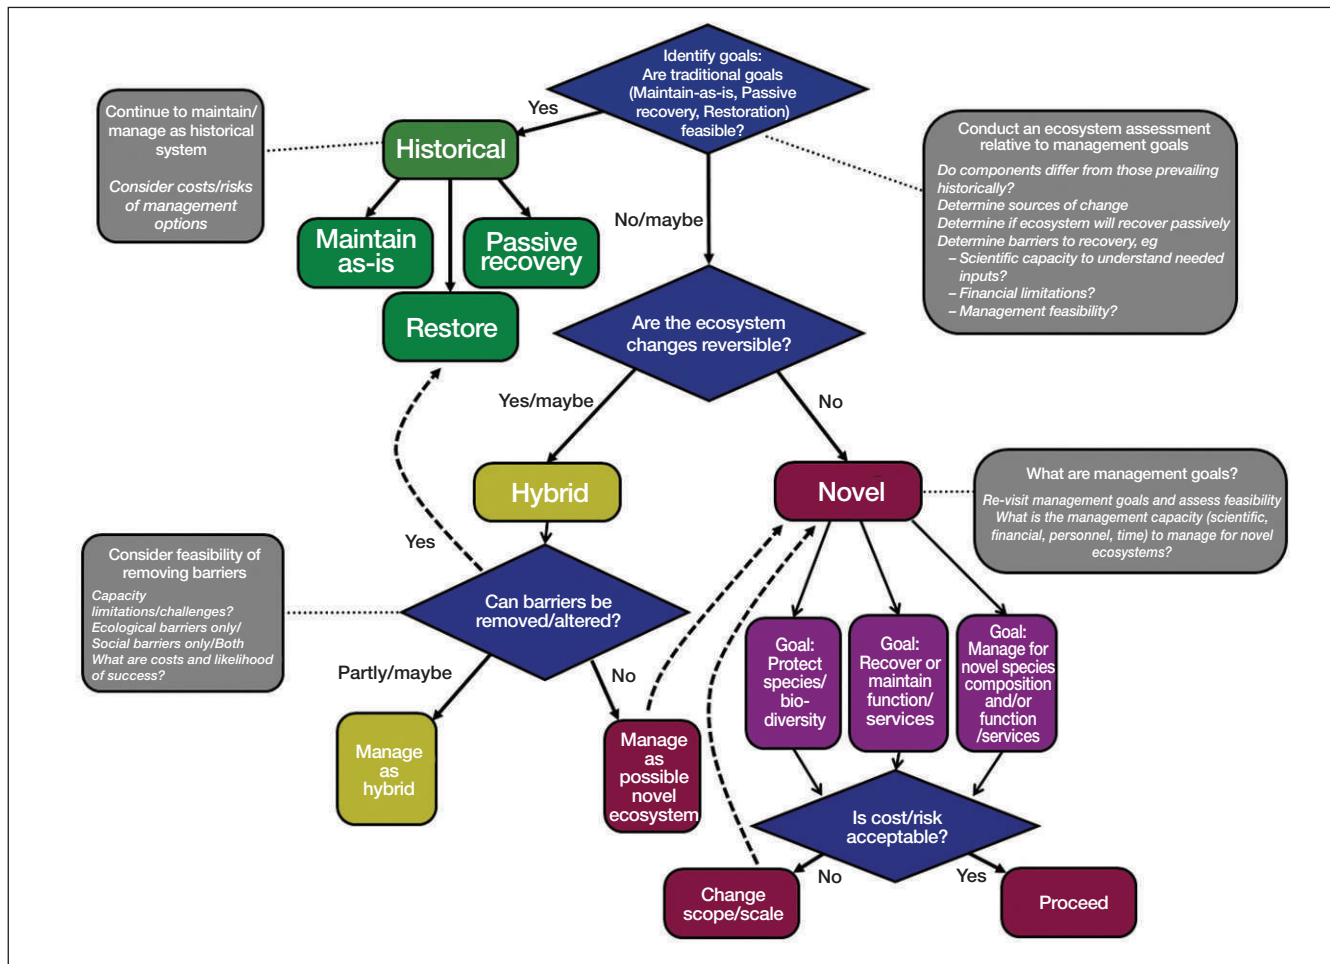 Identify goals:
Are traditional goals
(Maintain-as-is, Passive
recovery, Restoration)
feasible?
Yes
Continue to maintain/
manage as historical
system
Consider costs/risks
of management
options
Historical
Conduct an ecosystem assessment
relative to management goals
Do components differ from those prevailing
historically?
Determine sources of change
Determine if ecosystem will recover passively
Determine barriers to recovery, eg
– Scientific capacity to understand needed
inputs?
– Financial limitations?
– Management feasibility?
No/maybe
Maintain
as-is
Passive
recovery
Restore
Are the ecosystem
changes reversible?
Yes/maybe
No
Hybrid
Novel
What are management goals?
Re-visit management goals and assess feasibility
What is the management capacity (scientific,
financial, personnel, time) to manage for novel
ecosystems?
Yes
Consider feasibility of
removing barriers
Capacity
limitations/challenges?
Ecological barriers only/
Social barriers only/Both
What are costs and likelihood
of success?
Can barriers be
removed/altered?
Partly/maybe
No
Goal:
Protect
species/
bio-
diversity
Goal:
Recover or
maintain
function/
services
Goal:
Manage for
novel species
composition
and/or
function
/services
Manage
as
hybrid
Manage
as
possible
novel
ecosystem
Is cost/risk
acceptable?
No
Yes
Change
scope/scale
Proceed